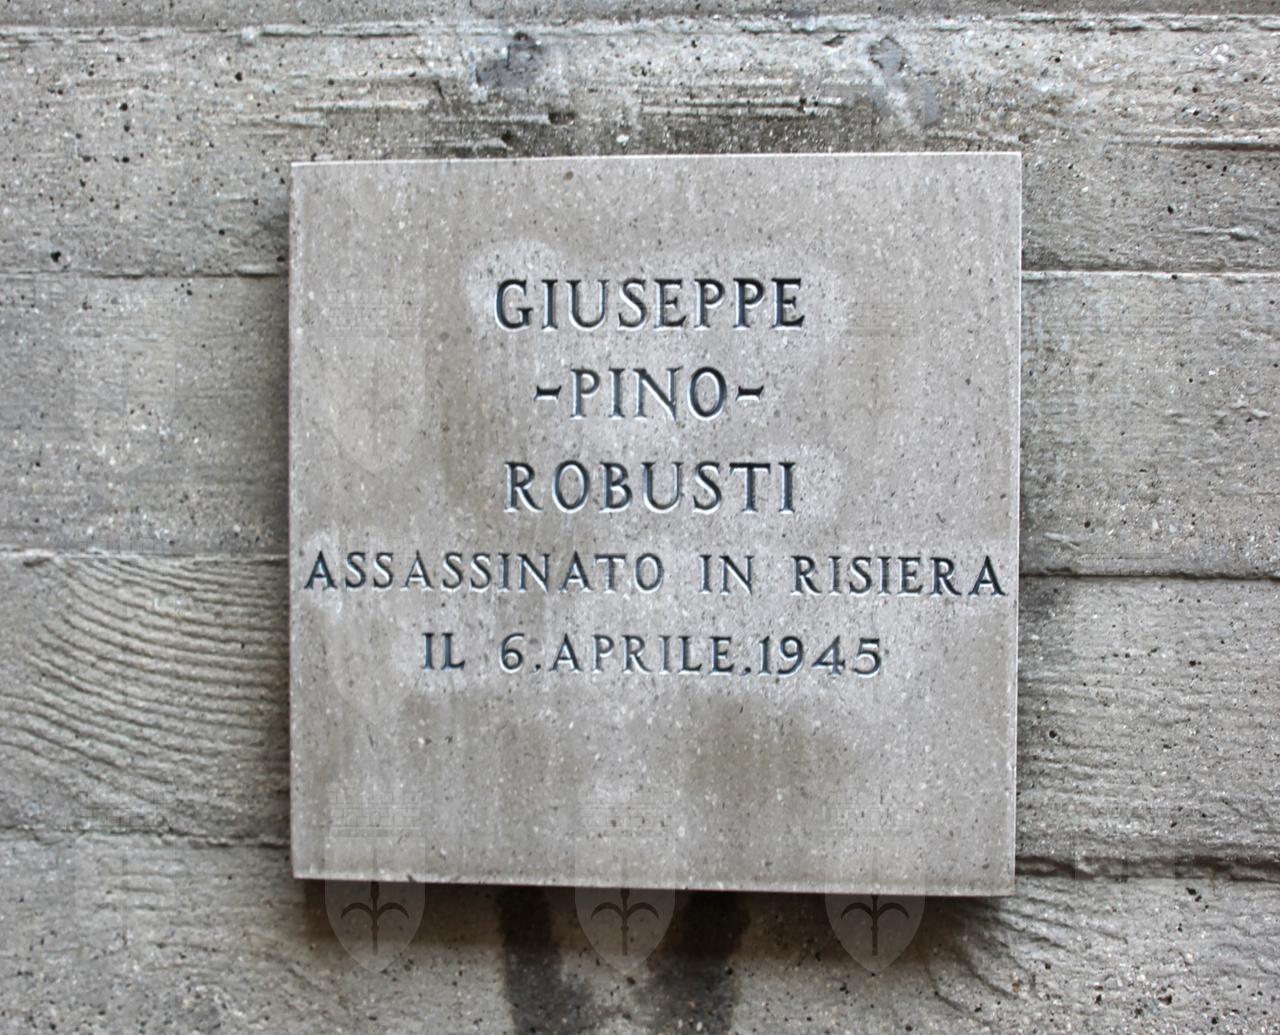 GIUSEPPE
-PINO-
ROBUSTI
ASSASSINATO IN RISIERA
IL 6.APRILE.1945